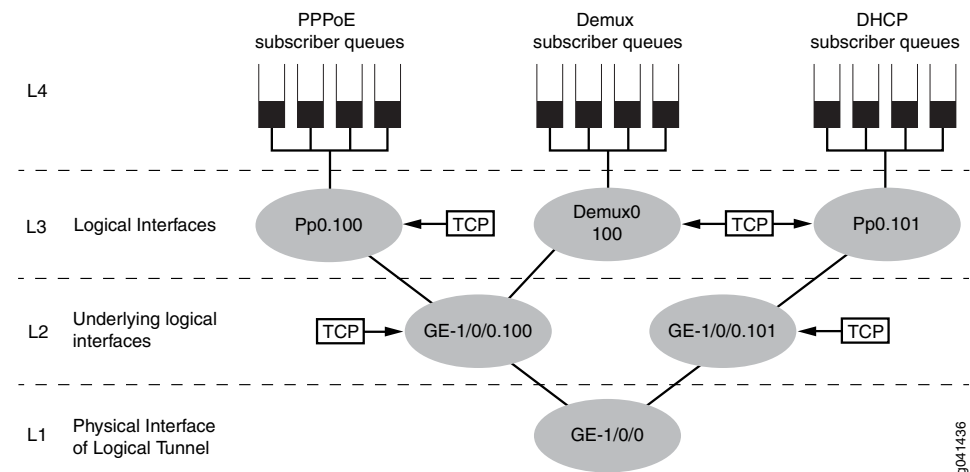 PPPoE
subscriber queues
Demux
subscriber queues
DHCP
subscriber queues
L4
L3
Logical Interfaces
Pp0.100
TCP
Demux0
100
TCP
Pp0.101
L2
Underlying logical
interfaces
TCP
GE-1/0/0.100
GE-1/0/0.101
TCP
L1
Physical Interface
of Logical Tunnel
GE-1/0/0
g041436